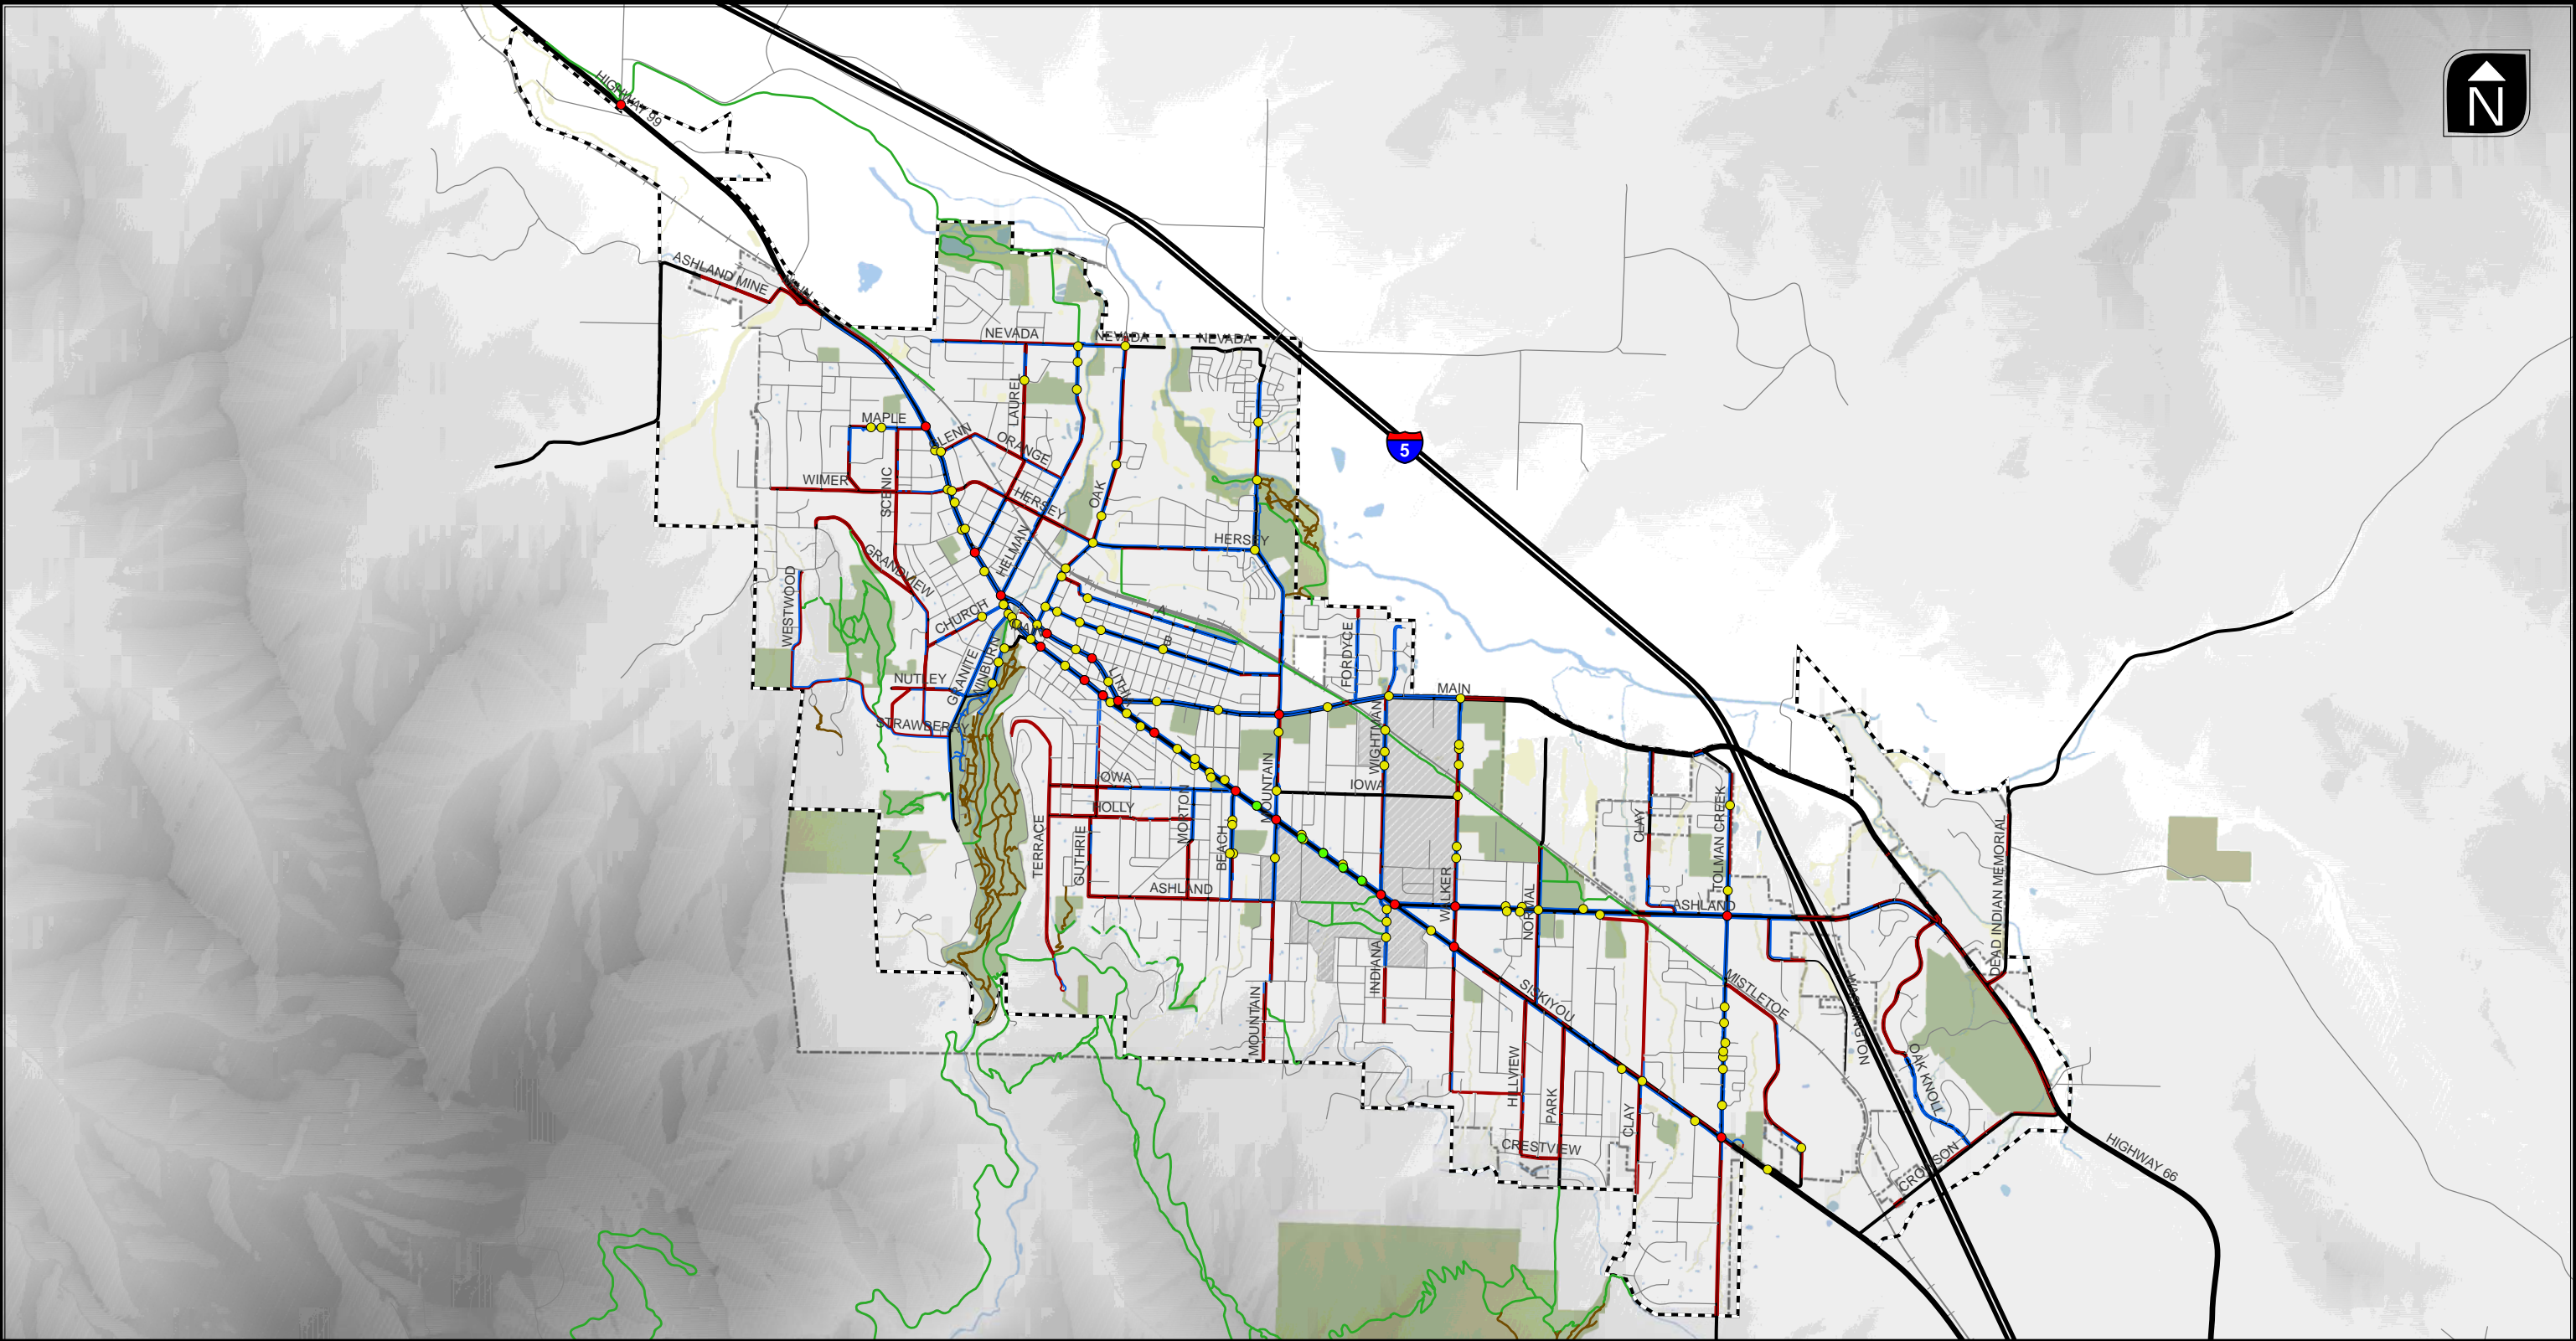 HIGHWAY 99
N
ASHLAND MINE
NEVADA
NEVADA
NEVADA
LAUREL
MAPLE
GLENN
ORANGE
5
WIMER
SCENIC
HERSEY
OAK
HELMAN
HERSEY
GRANDVIEW
WESTWOOD
CHURCH
A
B
MAIN
FORDYCE
GRANITE
WINBURN
NUTLEY
LITHIA
MAIN
STRAWBERRY
WIGHTMAN
MOUNTAIN
IOWA
IOWA
HOLLY
MORTON
TERRACE
GUTHRIE
BEACH
CLAY
TOLMAN CREEK
DEAD INDIAN MEMORIAL
ASHLAND
WALKER
NORMAL
ASHLAND
INDIANA
SISKIYOU
MISTLETOE
MOUNTAIN
WASHINGTON
OAK KNOLL
HILLVIEW
PARK
CLAY
CRESTVIEW
CROWSON
HIGHWAY 66